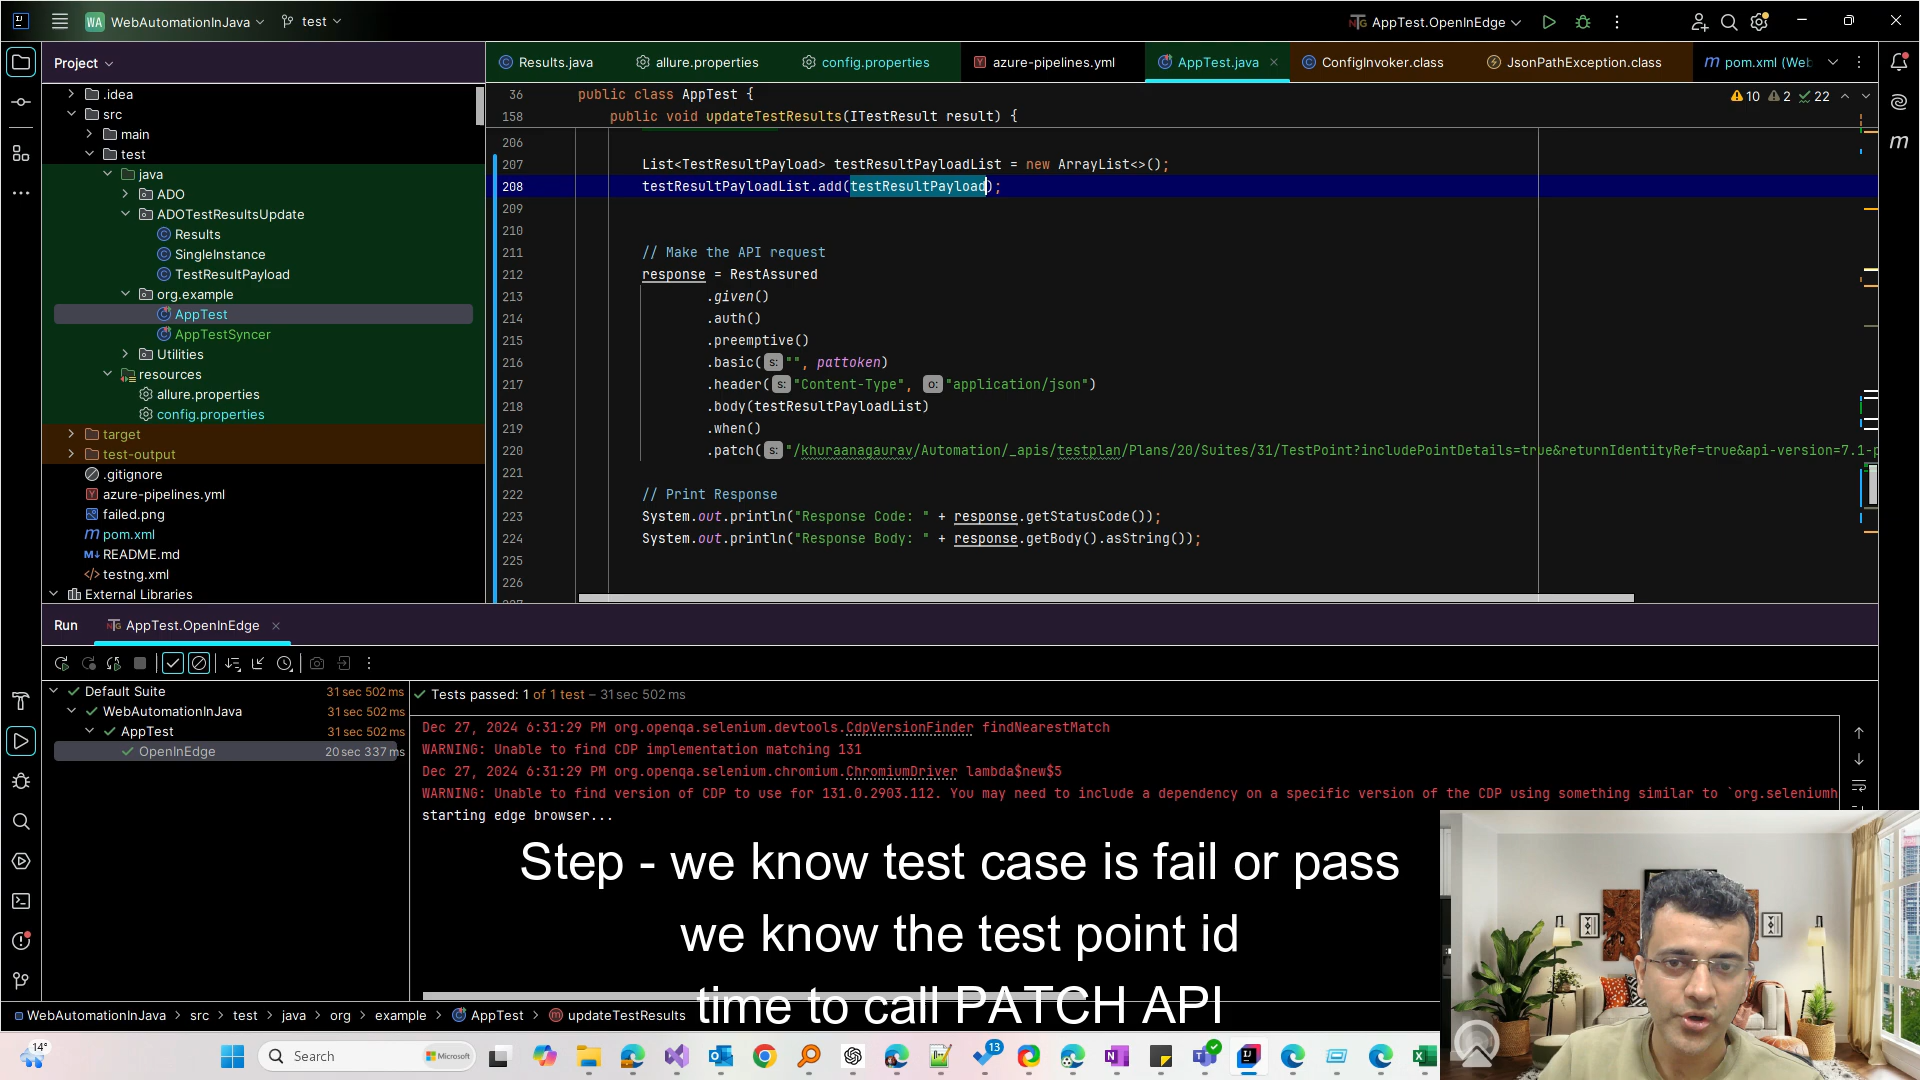 WA WebAutomationInJava test AppTest.OpenInEdge
Project
Results.java allure.properties config.properties azure-pipelines.yml AppTest.java ConfigInvoker.class JsonPathException.class pom.xml (Web
.idea
src
main
test
java
ADO
ADOTestResultsUpdate
Results
SingleInstance
TestResultPayload
org.example
AppTest
AppTestSyncer
Utilities
resources
allure.properties
config.properties
target
test-output
.gitignore
azure-pipelines.yml
failed.png
pom.xml
README.md
testng.xml
External Libraries
36 public class AppTest { 10 2 22
158 public void updateTestResults(ITestResult result) {
206
207 List<TestResultPayload> testResultPayloadList = new ArrayList<>();
208 testResultPayloadList.add(testResultPayload);
209
210
211 // Make the API request
212 response = RestAssured
213 .given()
214 .auth()
215 .preemptive()
216 .basic( s: "", pattoken)
217 .header( s: "Content-Type", o: "application/json")
218 .body(testResultPayloadList)
219 .when()
220 .patch( s: "/khuraanagaurav/Automation/_apis/testplan/Plans/20/Suites/31/TestPoint?includePointDetails=true&returnIdentityRef=true&api-version=7.1-p
221
222 // Print Response
223 System.out.println("Response Code: " + response.getStatusCode());
224 System.out.println("Response Body: " + response.getBody().asString());
225
226
Run AppTest.OpenInEdge
Default Suite 31 sec 502 ms
WebAutomationInJava 31 sec 502 ms
AppTest 31 sec 502 ms
OpenInEdge 20 sec 337 ms
Tests passed: 1 of 1 test – 31 sec 502 ms
Dec 27, 2024 6:31:29 PM org.openqa.selenium.devtools.CdpVersionFinder findNearestMatch
WARNING: Unable to find CDP implementation matching 131
Dec 27, 2024 6:31:29 PM org.openqa.selenium.chromium.ChromiumDriver lambda$new$5
WARNING: Unable to find version of CDP to use for 131.0.2903.112. You may need to include a dependency on a specific version of the CDP using something similar to `org.seleniumh
starting edge browser...
Step - we know test case is fail or pass
we know the test point id
time to call PATCH API
WebAutomationInJava > src > test > java > org > example > AppTest > updateTestResults
14°
Search
Microsoft
13